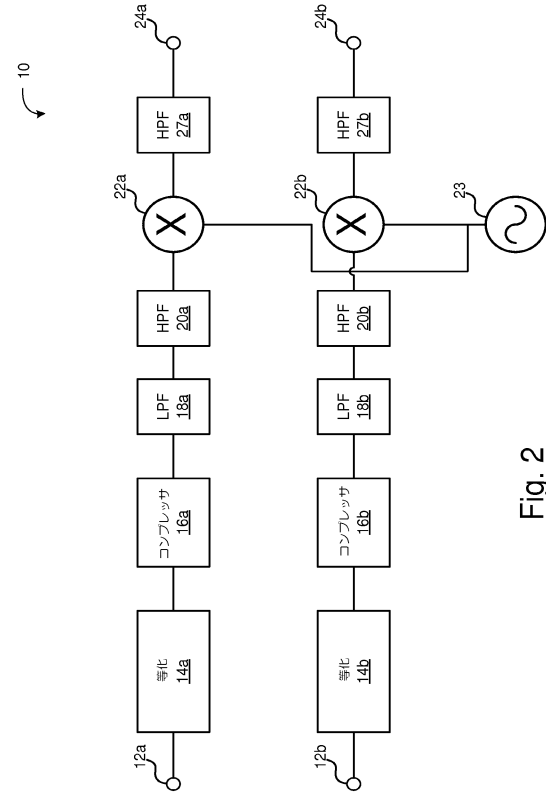 10
12a
等化
14a
コンプレッサ
16a
LPF
18a
HPF
20a
22a
X
HPF
27a
24a
12b
等化
14b
コンプレッサ
16b
LPF
18b
HPF
20b
22b
X
HPF
27b
24b
23
Fig. 2